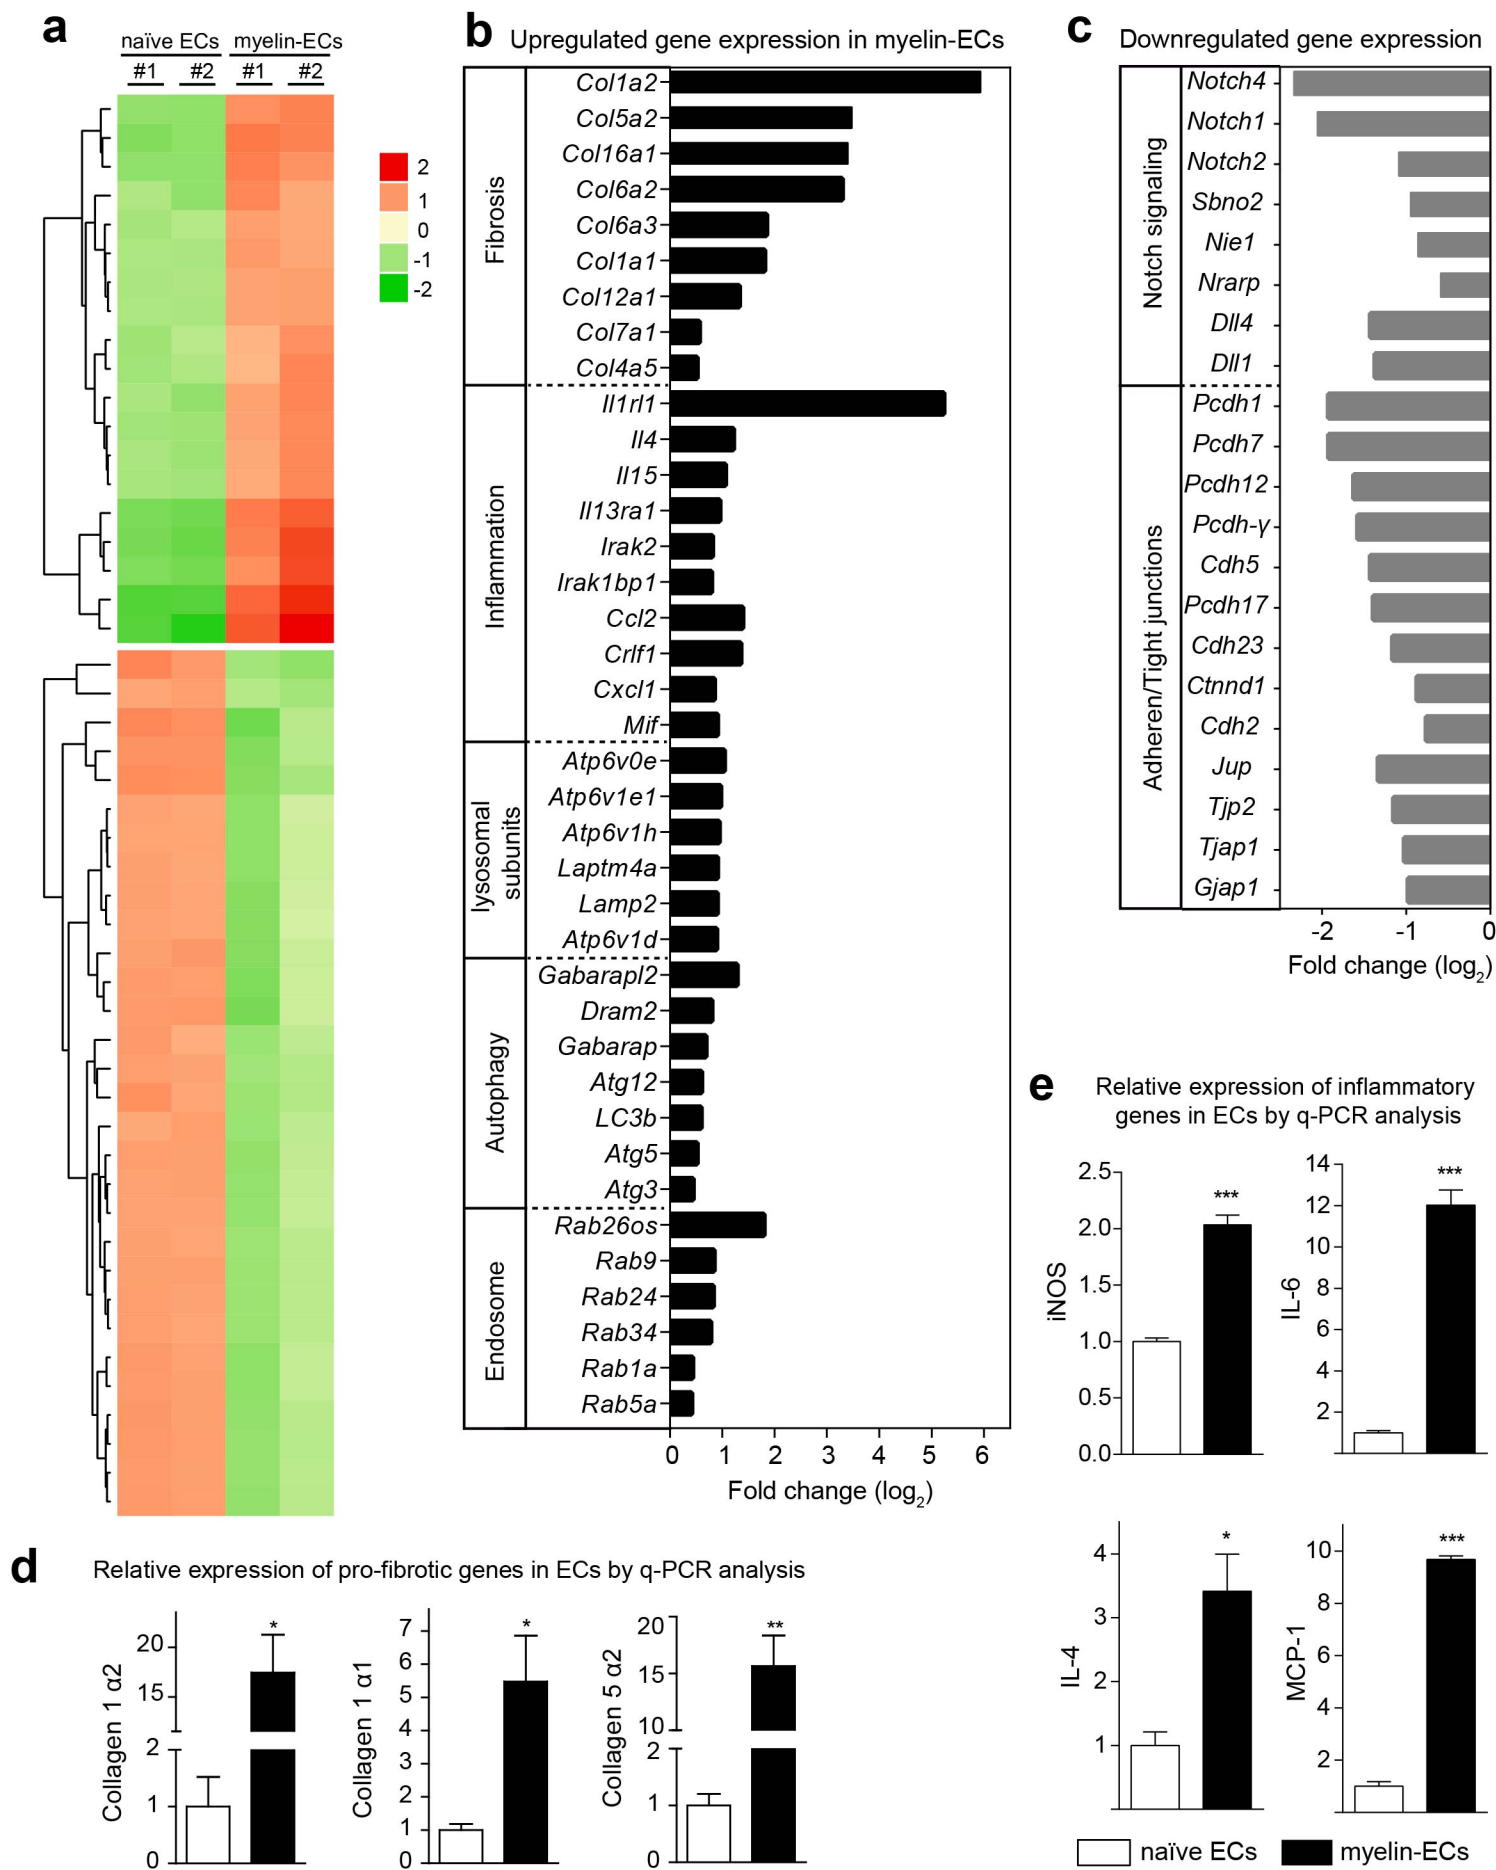 a
naïve ECs myelin-ECs
#1 #2 #1 #2
2
1
0
-1
-2
b Upregulated gene expression in myelin-ECs
Fibrosis
Col1a2
Col5a2
Col16a1
Col6a2
Col6a3
Col1a1
Col12a1
Col7a1
Col4a5
Inflammation
Il1rl1
Il4
Il15
Il13ra1
Irak2
Irak1bp1
Ccl2
Crlf1
Cxcl1
Mif
lysosomal
subunits
Atp6v0e
Atp6v1e1
Atp6v1h
Laptm4a
Lamp2
Atp6v1d
Autophagy
Gabarapl2
Dram2
Gabarap
Atg12
LC3b
Atg5
Atg3
Endosome
Rab26os
Rab9
Rab24
Rab34
Rab1a
Rab5a
0 1 2 3 4 5 6
Fold change (log2)
c Downregulated gene expression
Notch signaling
Notch4
Notch1
Notch2
Sbno2
Nie1
Nrarp
Dll4
Dll1
Adheren/Tight junctions
Pcdh1
Pcdh7
Pcdh12
Pcdh-γ
Cdh5
Pcdh17
Cdh23
Ctnnd1
Cdh2
Jup
Tjp2
Tjap1
Gjap1
-2 -1 0
Fold change (log2)
d Relative expression of pro-fibrotic genes in ECs by q-PCR analysis
Collagen 1 α2
20
15
2
1
0
*
Collagen 1 α1
7
6
5
4
3
2
1
0
*
Collagen 5 α2
20
15
10
2
1
0
**
e Relative expression of inflammatory
genes in ECs by q-PCR analysis
iNOS
2.5
2.0
1.5
1.0
0.5
0.0
***
IL-6
14
12
10
8
6
4
2
***
IL-4
4
3
2
1
*
MCP-1
10
8
6
4
2
***
naïve ECs myelin-ECs